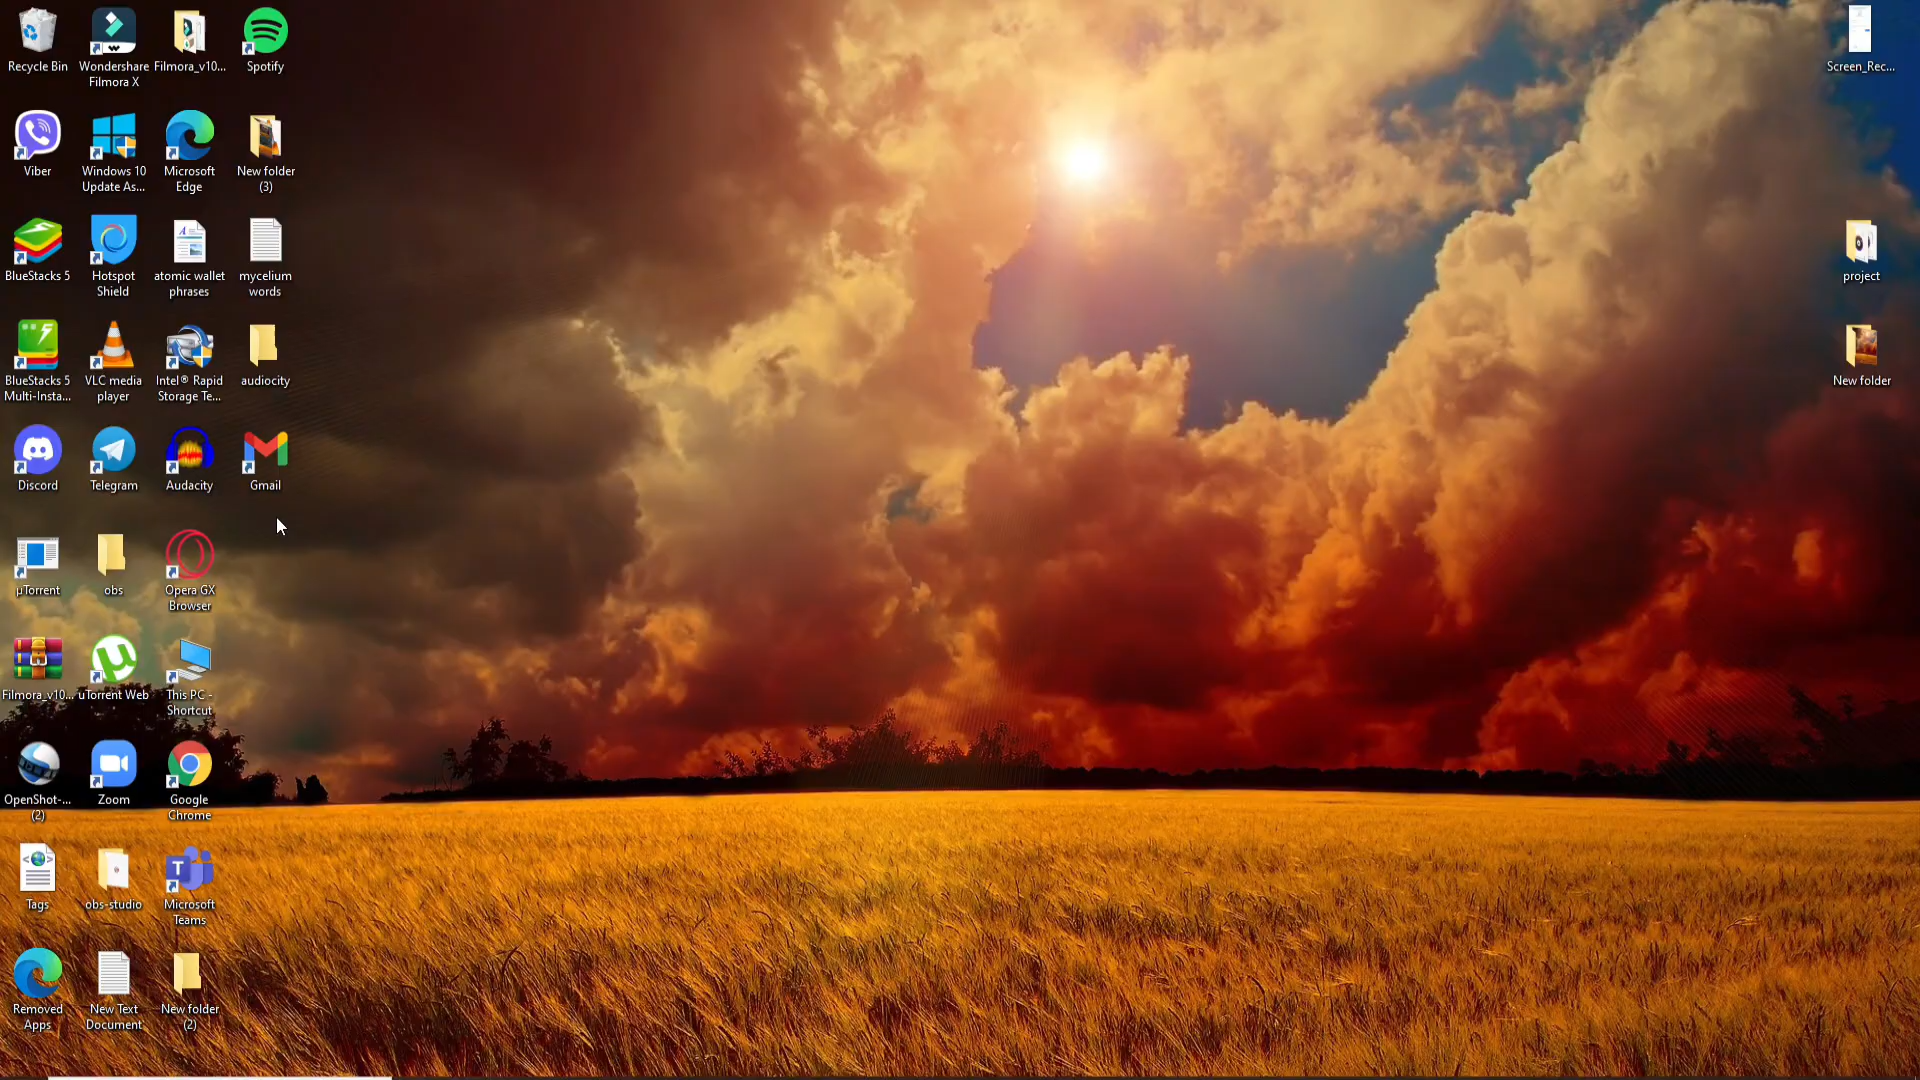 Recycle Bin
Wondershare
Filmora X
Filmora_v10...
Spotify
Screen_Rec...
Viber
Windows 10
Update As...
Microsoft
Edge
New folder
(3)
BlueStacks 5
Hotspot
Shield
atomic wallet
phrases
mycelium
words
project
BlueStacks 5
Multi-Insta...
VLC media
player
Intel® Rapid
Storage Te...
audiocity
New folder
Discord
Telegram
Audacity
Gmail
µTorrent
obs
Opera GX
Browser
Filmora_v10...
uTorrent Web
This PC -
Shortcut
OpenShot-...
(2)
Zoom
Google
Chrome
Tags
obs-studio
Microsoft
Teams
Removed
Apps
New Text
Document
New folder
(2)